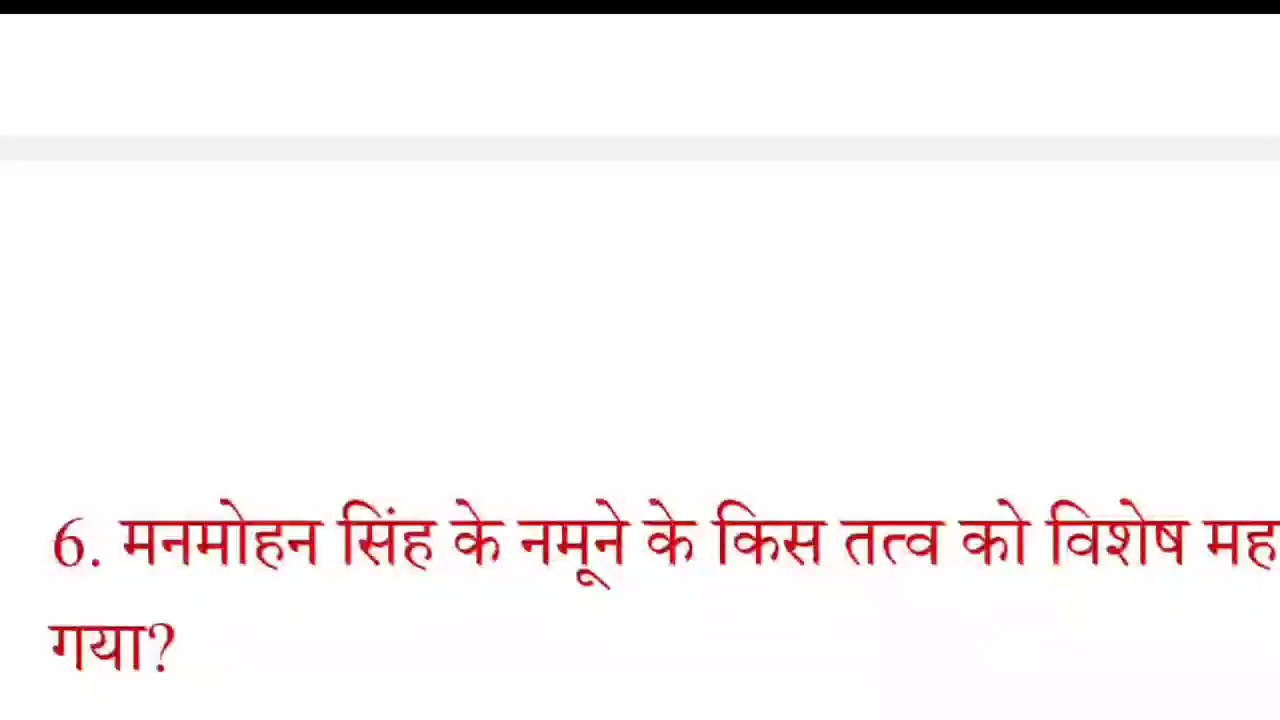 6. मनमोहन सिंह के नमूने के किस तत्व को विशेष मह
गया?